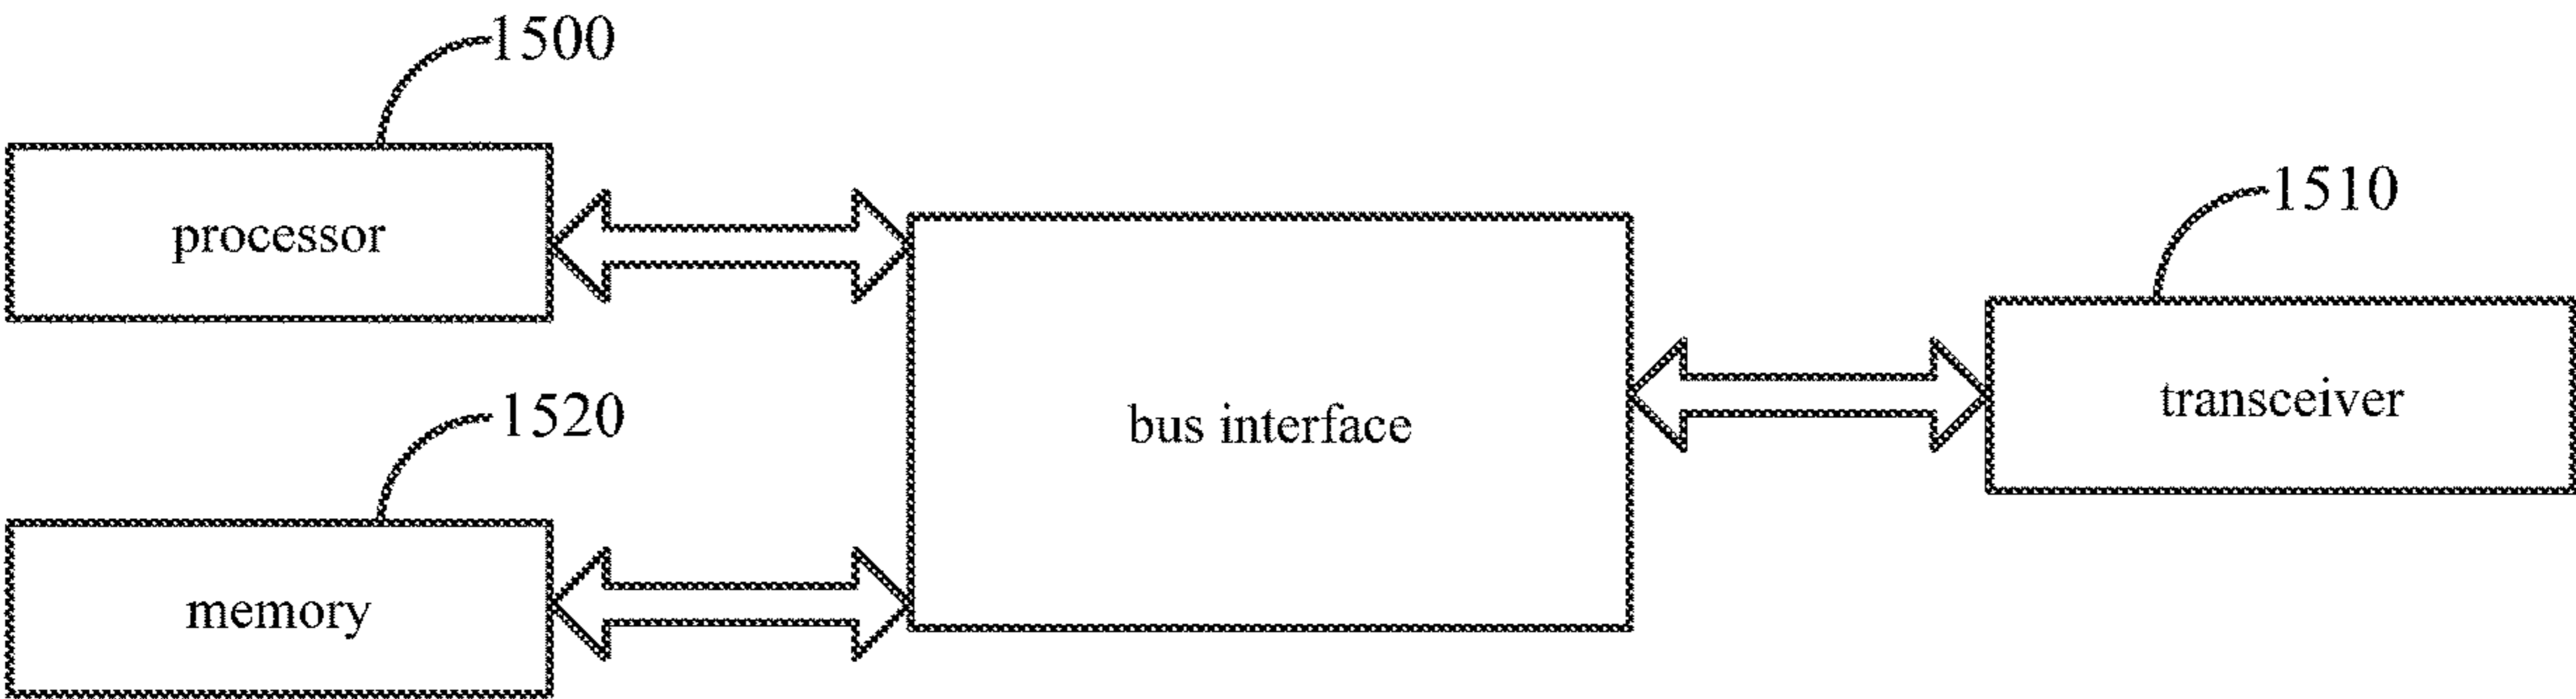 1500
processor
1510
bus interface
transceiver
1520
memory